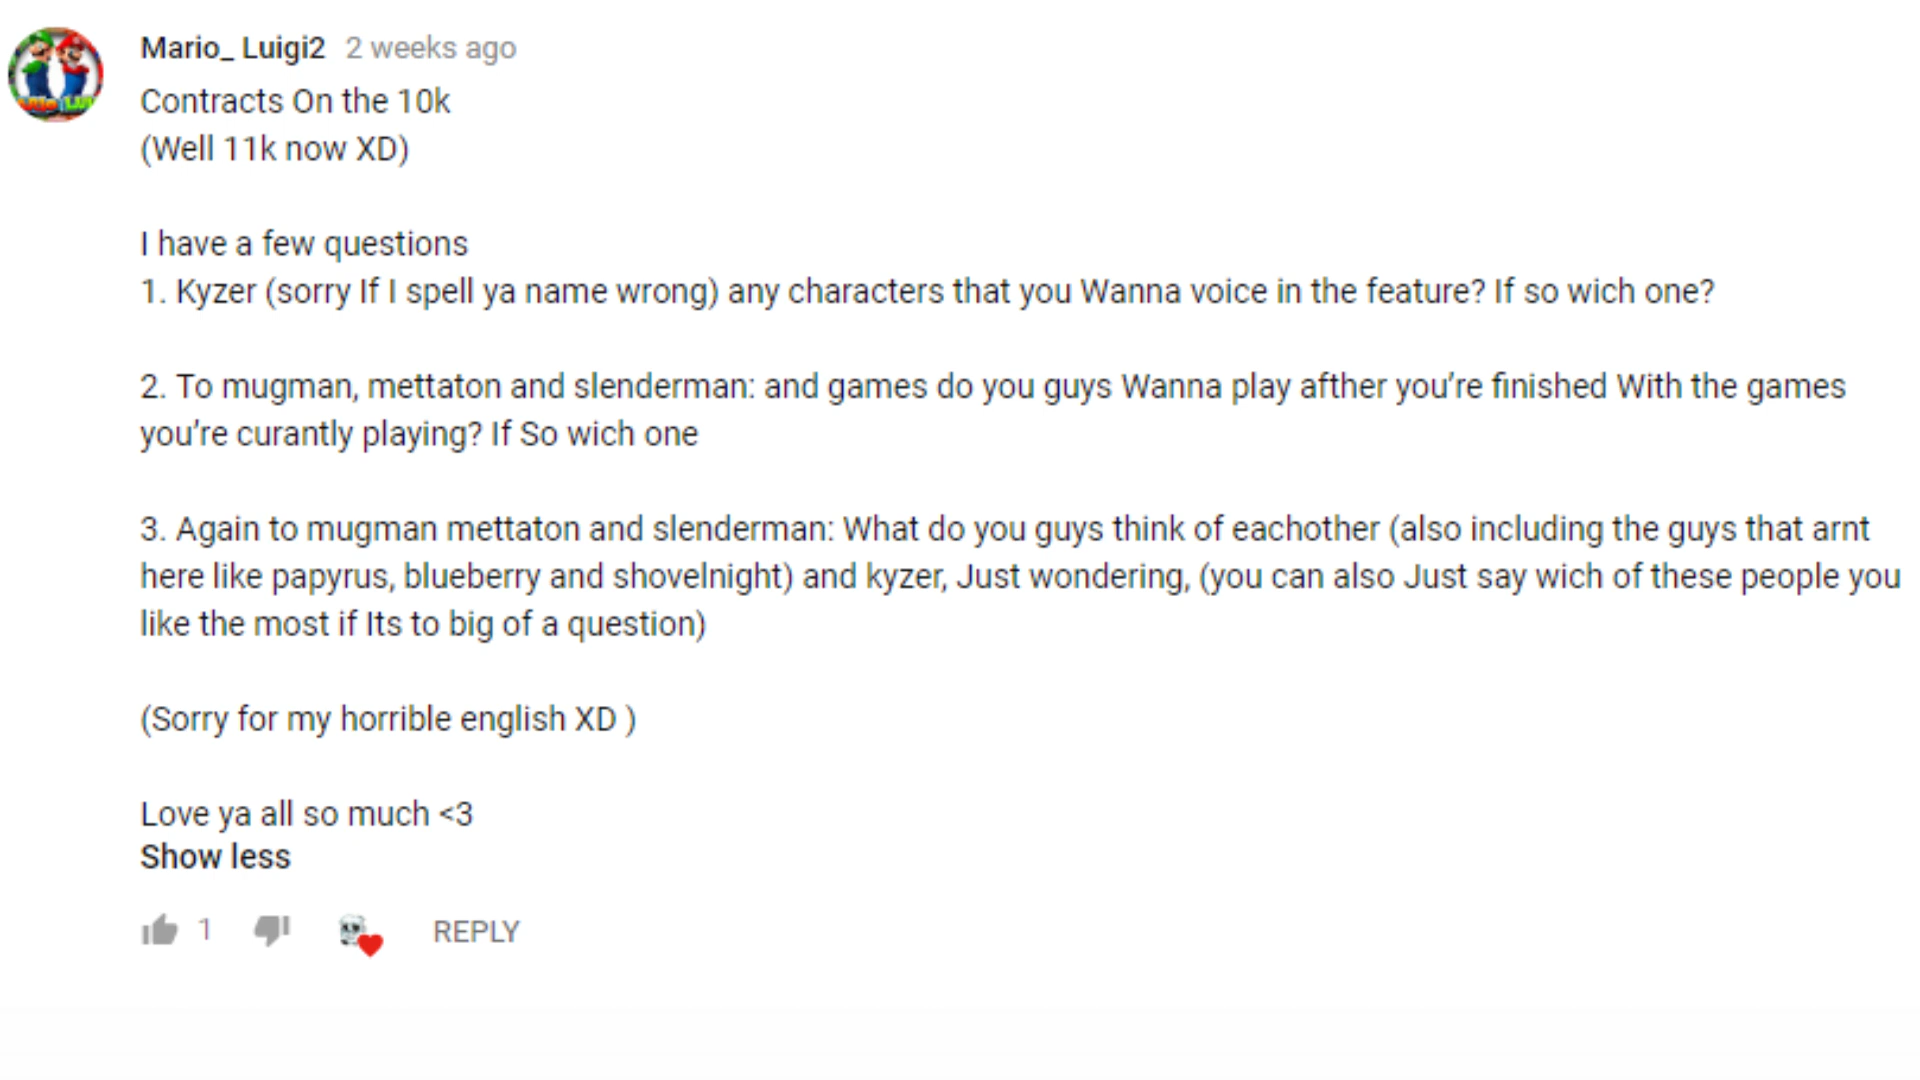 Mario_ Luigi2 2 weeks ago
Contracts On the 10k
(Well 11k now XD)
I have a few questions
1. Kyzer (sorry If I spell ya name wrong) any characters that you Wanna voice in the feature? If so wich one?
2. To mugman, mettaton and slenderman: and games do you guys Wanna play afther you’re finished With the games
you’re curantly playing? If So wich one
3. Again to mugman mettaton and slenderman: What do you guys think of eachother (also including the guys that arnt
here like papyrus, blueberry and shovelnight) and kyzer, Just wondering, (you can also Just say wich of these people you
like the most if Its to big of a question)
(Sorry for my horrible english XD )
Love ya all so much <3
Show less
1 REPLY